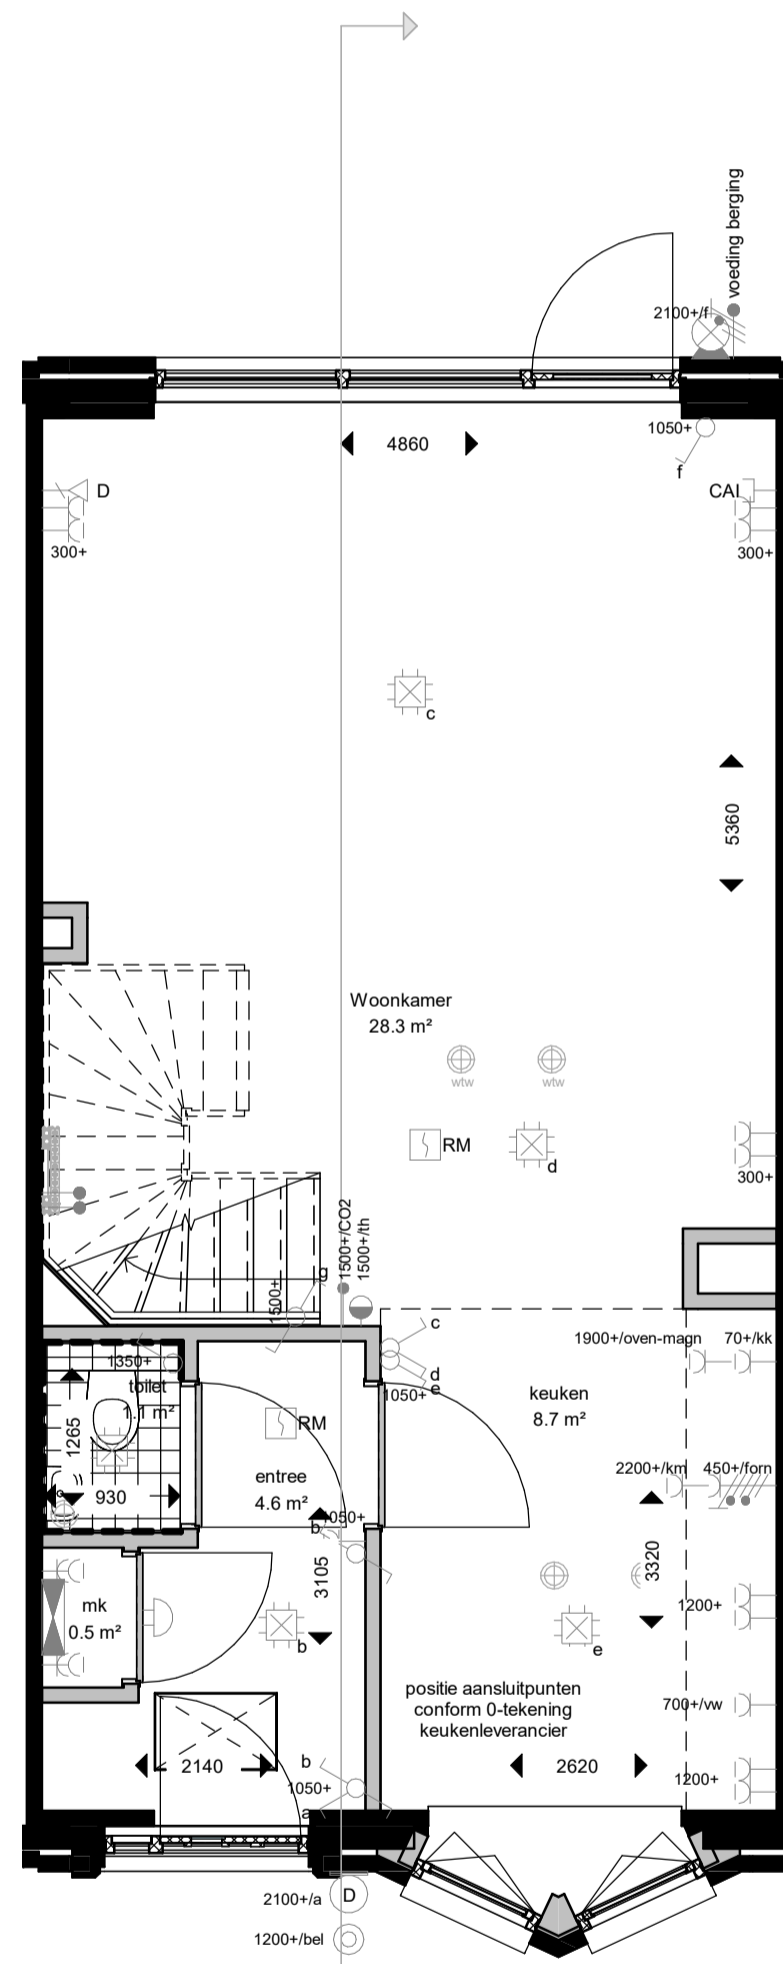 voeding berging
2100+/f
4860
1050+
f
D
CAI
300+
300+
c
5360
Woonkamer
28.3 m²
wtw
wtw
RM
d
300+
1500+/CO2
1500+/th
g
1500+
c
d
e
1050+
1900+/oven-magn
70+/kk
1350+
toilet
1.1 m²
1265
930
keuken
8.7 m²
RM
entree
4.6 m²
2200+/km
450+/forn
1050+
b
3105
3320
mk
0.5 m²
b
e
1200+
positie aansluitpunten
conform 0-tekening
keukenleverancier
700+/vw
2140
b
1050+
a
2620
1200+
2100+/a
D
1200+/bel